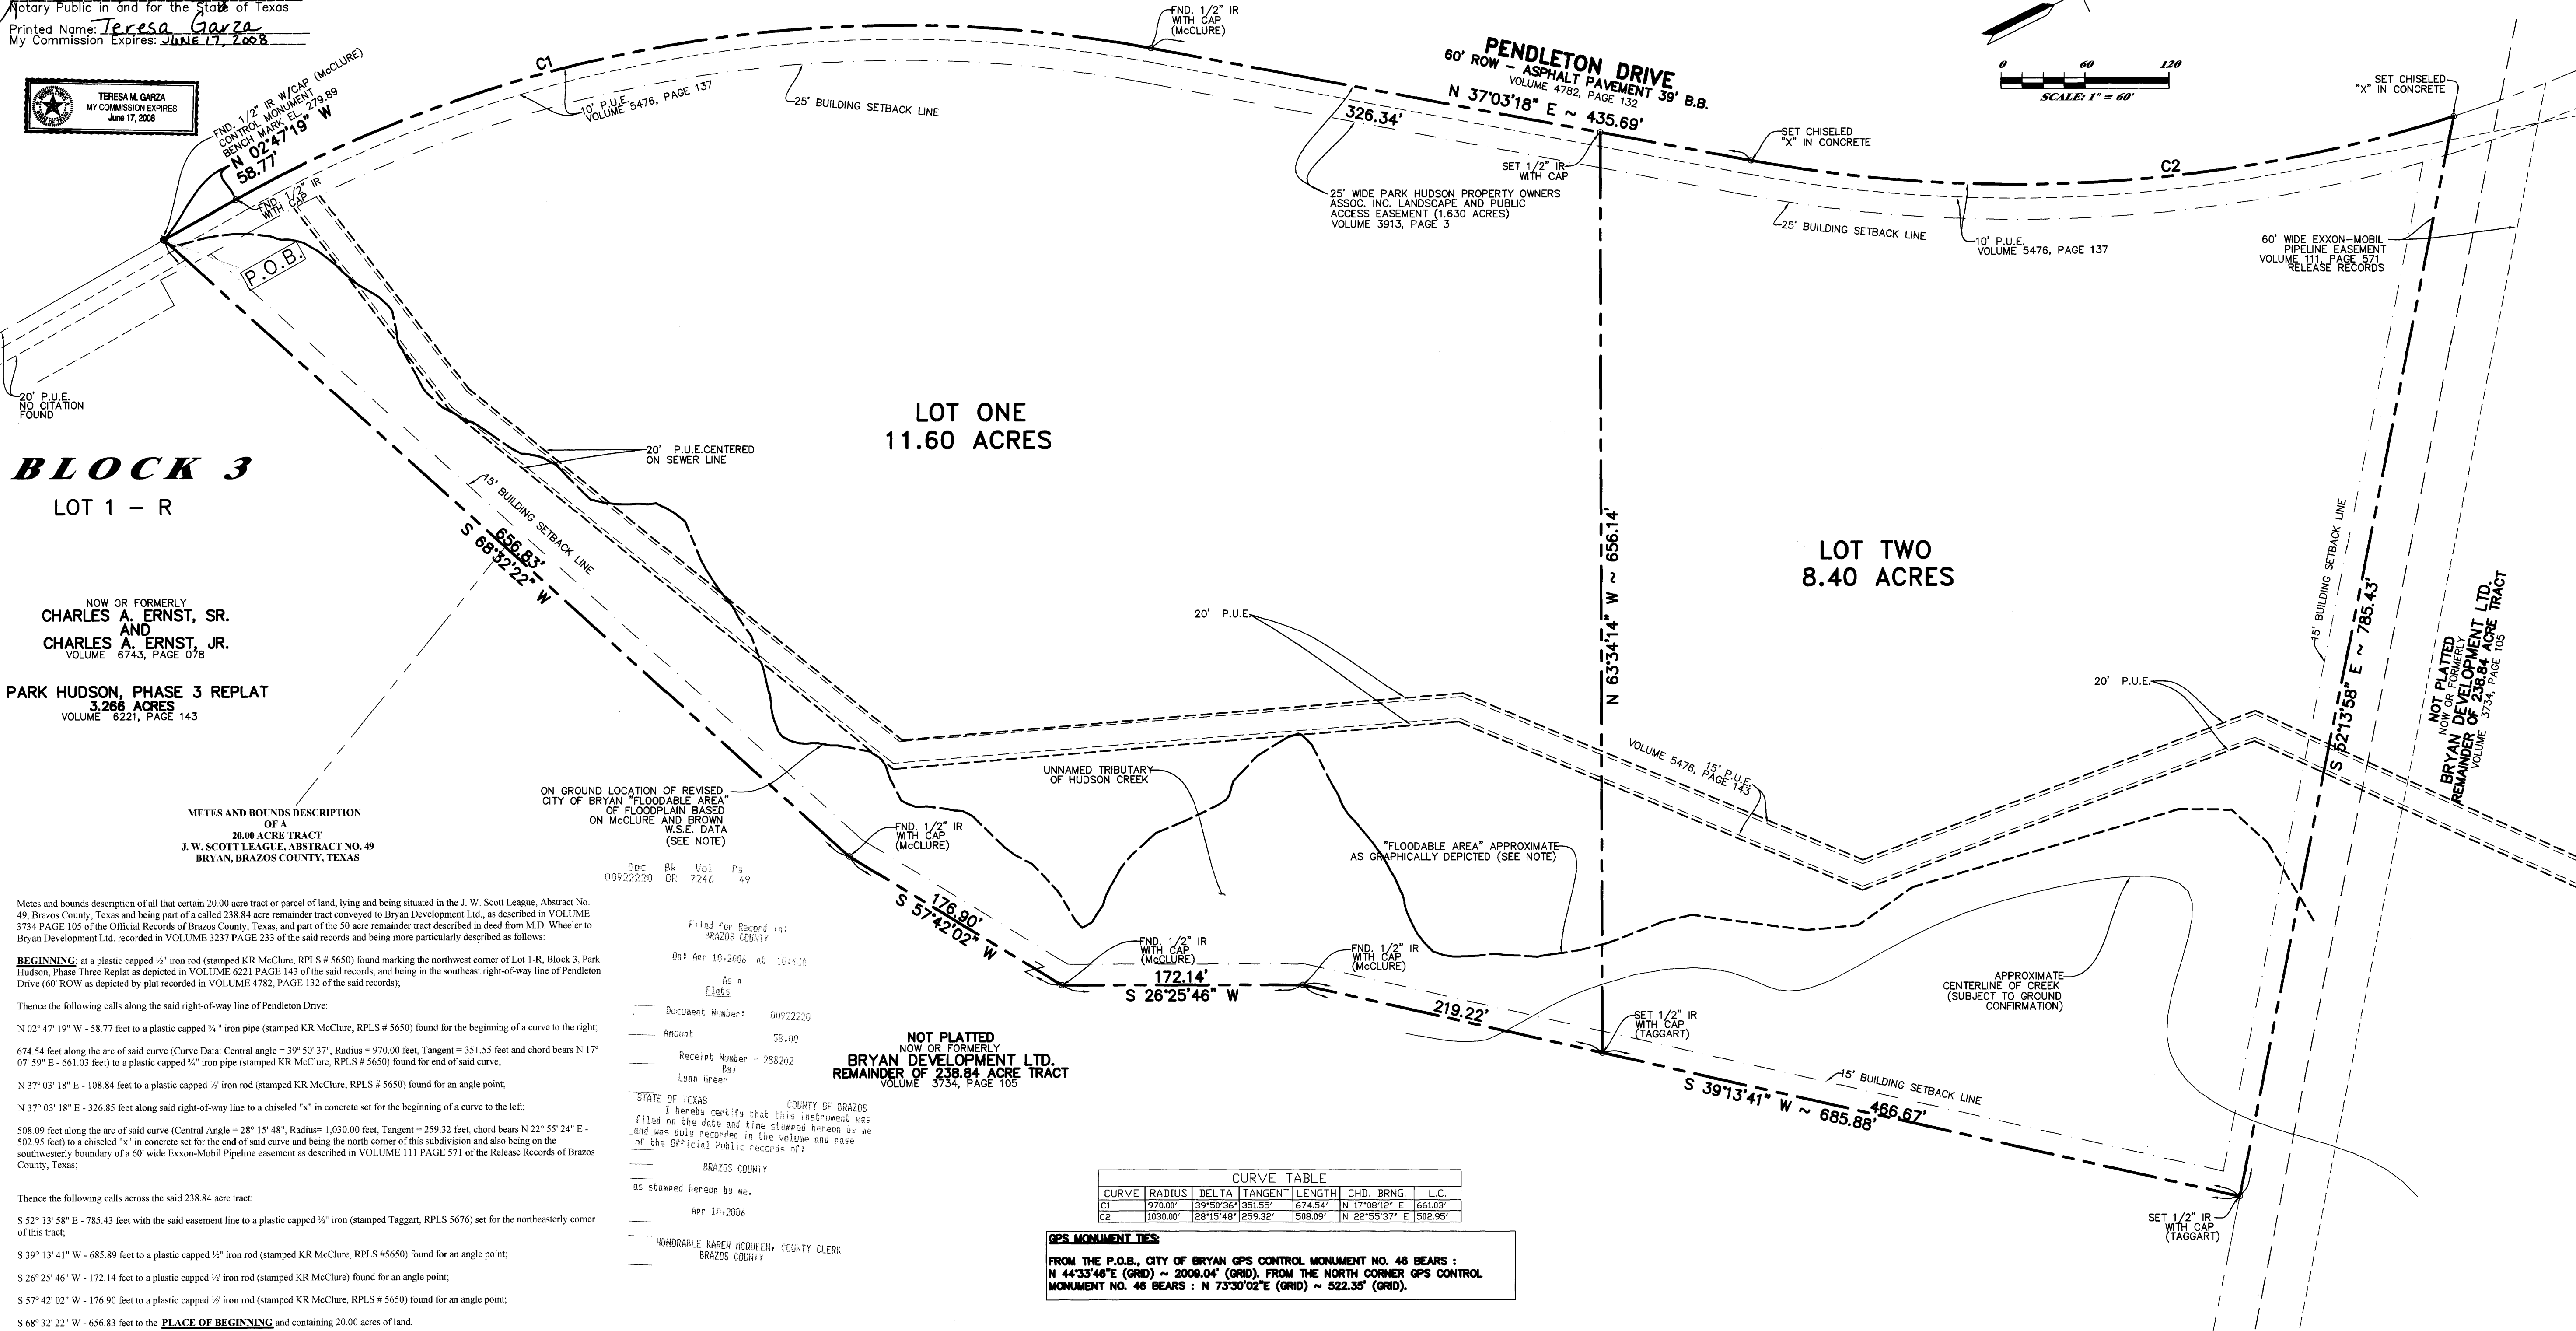 Notary Public in and for the State of Texas
Printed Name: Teresa Garza
My Commission Expires: JUNE 17, 2008
TERESA M. GARZA
MY COMMISSION EXPIRES
June 17, 2008
FND. 1/2" IR W/CAP (McCLURE)
CONTROL MONUMENT
BENCH MARK EL. 279.89
N 02°47'19" W
58.77'
FND. 1/2" IR
WITH CAP
P.O.B.
C1
10' P.U.E.
VOLUME 5476, PAGE 137
25' BUILDING SETBACK LINE
FND. 1/2" IR
WITH CAP
(McCLURE)
PENDLETON DRIVE
60' ROW – ASPHALT PAVEMENT 39' B.B.
VOLUME 4782, PAGE 132
N 37°03'18" E ~ 435.69'
326.34'
SET 1/2" IR
WITH CAP
25' WIDE PARK HUDSON PROPERTY OWNERS
ASSOC. INC. LANDSCAPE AND PUBLIC
ACCESS EASEMENT (1.630 ACRES)
VOLUME 3913, PAGE 3
SET CHISELED
"X" IN CONCRETE
0 60 120
SCALE: 1" = 60'
C2
25' BUILDING SETBACK LINE
10' P.U.E.
VOLUME 5476, PAGE 137
SET CHISELED
"X" IN CONCRETE
60' WIDE EXXON-MOBIL
PIPELINE EASEMENT
VOLUME 111, PAGE 571
RELEASE RECORDS
20' P.U.E.
NO CITATION
FOUND
BLOCK 3
LOT 1 – R
LOT ONE
11.60 ACRES
20' P.U.E.CENTERED
ON SEWER LINE
15' BUILDING SETBACK LINE
656.83'
S 68°32'22" W
LOT TWO
8.40 ACRES
N 63°34'14" W ~ 656.14'
15' BUILDING SETBACK LINE
S 52°13'58" E ~ 785.43'
NOT PLATTED
NOW OR FORMERLY
BRYAN DEVELOPMENT LTD.
REMAINDER OF 238.84 ACRE TRACT
VOLUME 3734, PAGE 105
NOW OR FORMERLY
CHARLES A. ERNST, SR.
AND
CHARLES A. ERNST, JR.
VOLUME 6743, PAGE 078
PARK HUDSON, PHASE 3 REPLAT
3.266 ACRES
VOLUME 6221, PAGE 143
20' P.U.E.
20' P.U.E.
15' P.U.E.
VOLUME 5476, PAGE 143
UNNAMED TRIBUTARY
OF HUDSON CREEK
ON GROUND LOCATION OF REVISED
CITY OF BRYAN "FLOODABLE AREA"
OF FLOODPLAIN BASED
ON McCLURE AND BROWN
W.S.E. DATA
(SEE NOTE)
FND. 1/2" IR
WITH CAP
(McCLURE)
"FLOODABLE AREA" APPROXIMATE
AS GRAPHICALLY DEPICTED (SEE NOTE)
176.90'
S 57°42'02" W
FND. 1/2" IR
WITH CAP
(McCLURE)
172.14'
S 26°25'46" W
FND. 1/2" IR
WITH CAP
(McCLURE)
219.22'
SET 1/2" IR
WITH CAP
(TAGGART)
APPROXIMATE
CENTERLINE OF CREEK
(SUBJECT TO GROUND
CONFIRMATION)
15' BUILDING SETBACK LINE
466.67'
S 39°13'41" W ~ 685.88'
SET 1/2" IR
WITH CAP
(TAGGART)
NOT PLATTED
NOW OR FORMERLY
BRYAN DEVELOPMENT LTD.
REMAINDER OF 238.84 ACRE TRACT
VOLUME 3734, PAGE 105
METES AND BOUNDS DESCRIPTION
OF A
20.00 ACRE TRACT
J. W. SCOTT LEAGUE, ABSTRACT NO. 49
BRYAN, BRAZOS COUNTY, TEXAS
Metes and bounds description of all that certain 20.00 acre tract or parcel of land, lying and being situated in the J. W. Scott League, Abstract No.
49, Brazos County, Texas and being part of a called 238.84 acre remainder tract conveyed to Bryan Development Ltd., as described in VOLUME
3734 PAGE 105 of the Official Records of Brazos County, Texas, and part of the 50 acre remainder tract described in deed from M.D. Wheeler to
Bryan Development Ltd. recorded in VOLUME 3237 PAGE 233 of the said records and being more particularly described as follows:
BEGINNING: at a plastic capped ½" iron rod (stamped KR McClure, RPLS # 5650) found marking the northwest corner of Lot 1-R, Block 3, Park
Hudson, Phase Three Replat as depicted in VOLUME 6221 PAGE 143 of the said records, and being in the southeast right-of-way line of Pendleton
Drive (60' ROW as depicted by plat recorded in VOLUME 4782, PAGE 132 of the said records);
Thence the following calls along the said right-of-way line of Pendleton Drive:
N 02° 47' 19" W - 58.77 feet to a plastic capped ¾ " iron pipe (stamped KR McClure, RPLS # 5650) found for the beginning of a curve to the right;
674.54 feet along the arc of said curve (Curve Data: Central angle = 39° 50' 37", Radius = 970.00 feet, Tangent = 351.55 feet and chord bears N 17°
07' 59" E - 661.03 feet) to a plastic capped ¾" iron pipe (stamped KR McClure, RPLS # 5650) found for end of said curve;
N 37° 03' 18" E - 108.84 feet to a plastic capped ½' iron rod (stamped KR McClure, RPLS # 5650) found for an angle point;
N 37° 03' 18" E - 326.85 feet along said right-of-way line to a chiseled "x" in concrete set for the beginning of a curve to the left;
508.09 feet along the arc of said curve (Central Angle = 28° 15' 48", Radius= 1,030.00 feet, Tangent = 259.32 feet, chord bears N 22° 55' 24" E -
502.95 feet) to a chiseled "x" in concrete set for the end of said curve and being the north corner of this subdivision and also being on the
southwesterly boundary of a 60' wide Exxon-Mobil Pipeline easement as described in VOLUME 111 PAGE 571 of the Release Records of Brazos
County, Texas;
Thence the following calls across the said 238.84 acre tract:
S 52° 13' 58" E - 785.43 feet with the said easement line to a plastic capped ½" iron (stamped Taggart, RPLS 5676) set for the northeasterly corner
of this tract;
S 39° 13' 41" W - 685.89 feet to a plastic capped ½" iron rod (stamped KR McClure, RPLS #5650) found for an angle point;
S 26° 25' 46" W - 172.14 feet to a plastic capped ½' iron rod (stamped KR McClure) found for an angle point;
S 57° 42' 02" W - 176.90 feet to a plastic capped ½' iron rod (stamped KR McClure, RPLS # 5650) found for an angle point;
S 68° 32' 22" W - 656.83 feet to the PLACE OF BEGINNING and containing 20.00 acres of land.
Doc Bk Vol Pg
00922220 OR 7246 49
Filed for Record in:
BRAZOS COUNTY
On: Apr 10,2006 at 10:53A
As a
Plats
Document Number: 00922220
Amount 58.00
Receipt Number - 288202
By,
Lynn Greer
STATE OF TEXAS COUNTY OF BRAZOS
I hereby certify that this instrument was
filed on the date and time stamped hereon by me
and was duly recorded in the volume and page
of the Official Public records of:
BRAZOS COUNTY
as stamped hereon by me.
Apr 10,2006
HONORABLE KAREN MCQUEEN, COUNTY CLERK
BRAZOS COUNTY
CURVE TABLE
CURVE RADIUS DELTA TANGENT LENGTH CHD. BRNG. L.C.
C1 970.00' 39°50'36" 351.55' 674.54' N 17°08'12" E 661.03'
C2 1030.00' 28°15'48" 259.32' 508.09' N 22°55'37" E 502.95'
GPS MONUMENT TIES:
FROM THE P.O.B., CITY OF BRYAN GPS CONTROL MONUMENT NO. 46 BEARS :
N 44°33'46"E (GRID) ~ 2009.04' (GRID). FROM THE NORTH CORNER GPS CONTROL
MONUMENT NO. 46 BEARS : N 73°30'02"E (GRID) ~ 522.35' (GRID).